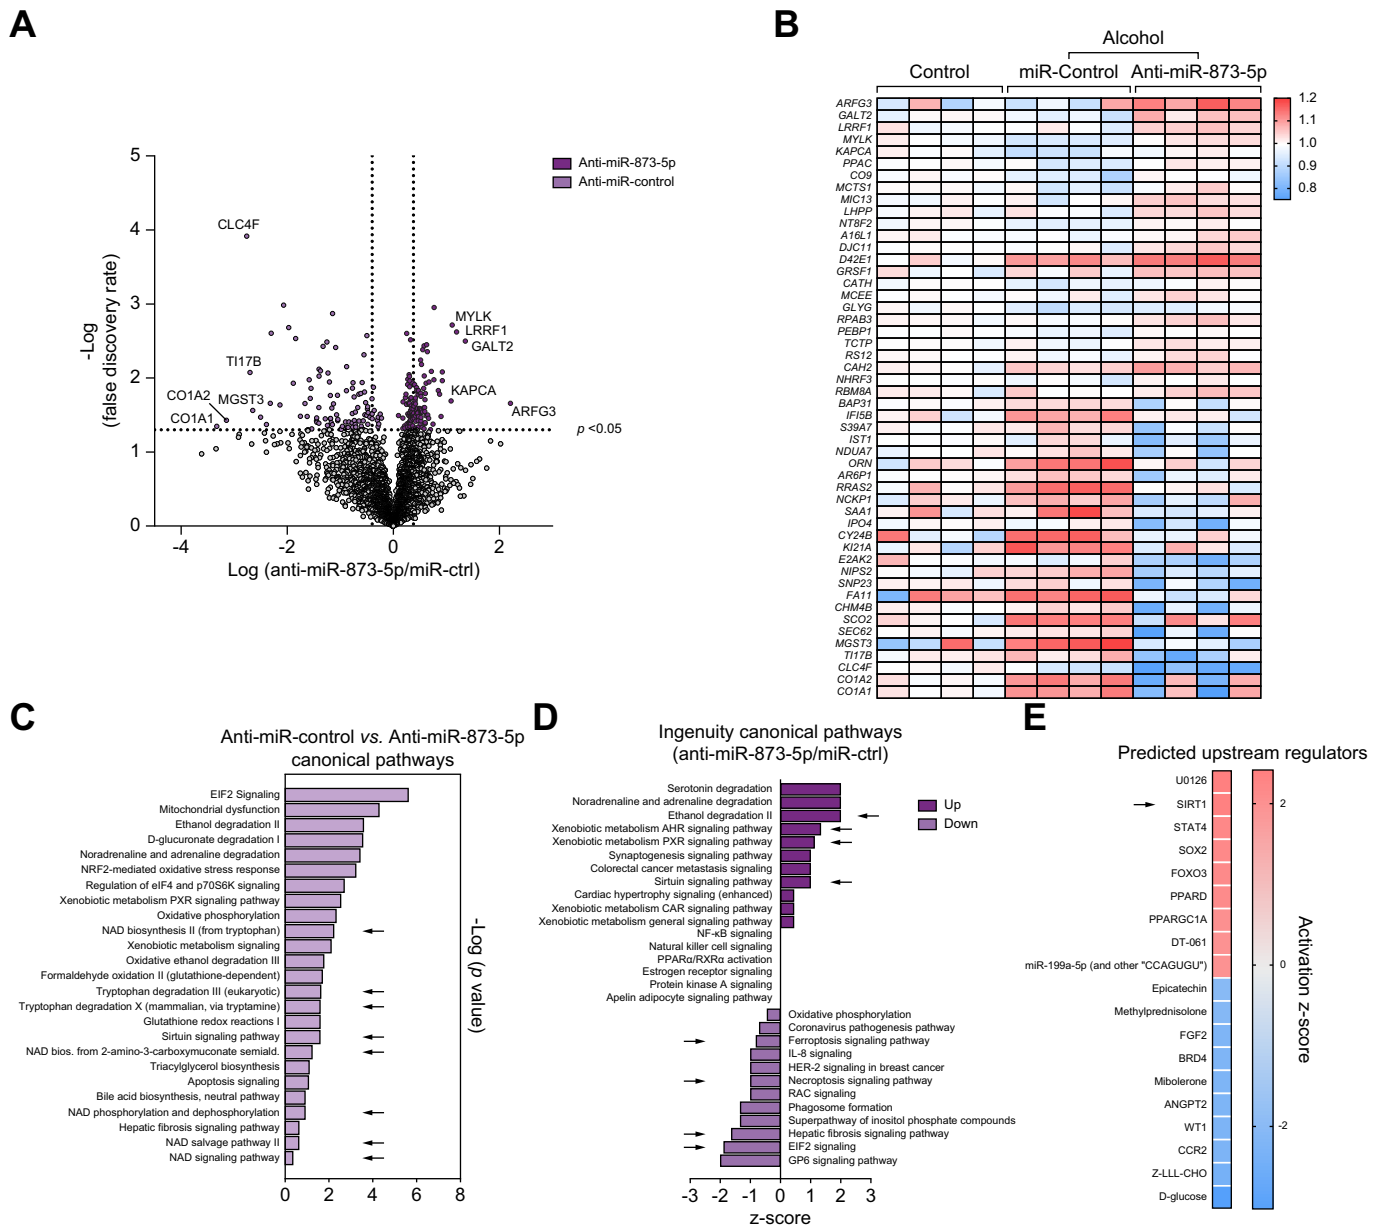 A
5
4
3
2
1
0
-Log
(false discovery rate)
-4
-2
0
2
Log (anti-miR-873-5p/miR-ctrl)
Anti-miR-873-5p
Anti-miR-control
CLC4F
MYLK
LRRF1
GALT2
TI17B
CO1A2
MGST3
CO1A1
KAPCA
ARFG3
p <0.05
B
Alcohol
Control
miR-Control
Anti-miR-873-5p
ARFG3
GALT2
LRRF1
MYLK
KAPCA
PPAC
CO9
MCTS1
MIC13
LHPP
NT8F2
A16L1
DJC11
D42E1
GRSF1
CATH
MCEE
GLYG
RPAB3
PEBP1
TCTP
RS12
CAH2
NHRF3
RBM8A
BAP31
IFI5B
S39A7
IST1
NDUA7
ORN
AR6P1
RRAS2
NCKP1
SAA1
IPO4
CY24B
KI21A
E2AK2
NIPS2
SNP23
FA11
CHM4B
SCO2
SEC62
MGST3
TI17B
CLC4F
CO1A2
CO1A1
1.2
1.1
1.0
0.9
0.8
C
Anti-miR-control vs. Anti-miR-873-5p
canonical pathways
EIF2 Signaling
Mitochondrial dysfunction
Ethanol degradation II
D-glucuronate degradation I
Noradrenaline and adrenaline degradation
NRF2-mediated oxidative stress response
Regulation of eIF4 and p70S6K signaling
Xenobiotic metabolism PXR signaling pathway
Oxidative phosphorylation
NAD biosynthesis II (from tryptophan)
Xenobiotic metabolism signaling
Oxidative ethanol degradation III
Formaldehyde oxidation II (glutathione-dependent)
Tryptophan degradation III (eukaryotic)
Tryptophan degradation X (mammalian, via tryptamine)
Glutathione redox reactions I
Sirtuin signaling pathway
NAD bios. from 2-amino-3-carboxymuconate semiald.
Triacylglycerol biosynthesis
Apoptosis signaling
Bile acid biosynthesis, neutral pathway
NAD phosphorylation and dephosphorylation
Hepatic fibrosis signaling pathway
NAD salvage pathway II
NAD signaling pathway
0
2
4
6
8
-Log (p value)
D
Ingenuity canonical pathways
(anti-miR-873-5p/miR-ctrl)
Serotonin degradation
Noradrenaline and adrenaline degradation
Ethanol degradation II
Xenobiotic metabolism AHR signaling pathway
Xenobiotic metabolism PXR signaling pathway
Synaptogenesis signaling pathway
Colorectal cancer metastasis signaling
Sirtuin signaling pathway
Cardiac hypertrophy signaling (enhanced)
Xenobiotic metabolism CAR signaling pathway
Xenobiotic metabolism general signaling pathway
NF-κB signaling
Natural killer cell signaling
PPARα/RXRα activation
Estrogen receptor signaling
Protein kinase A signaling
Apelin adipocyte signaling pathway
Oxidative phosphorylation
Coronavirus pathogenesis pathway
Ferroptosis signaling pathway
IL-8 signaling
HER-2 signaling in breast cancer
Necroptosis signaling pathway
RAC signaling
Phagosome formation
Superpathway of inositol phosphate compounds
Hepatic fibrosis signaling pathway
EIF2 signaling
GP6 signaling pathway
Up
Down
-3
-2
-1
0
1
2
3
z-score
E
Predicted upstream regulators
U0126
SIRT1
STAT4
SOX2
FOXO3
PPARD
PPARGC1A
DT-061
miR-199a-5p (and other "CCAGUGU")
Epicatechin
Methylprednisolone
FGF2
BRD4
Mibolerone
ANGPT2
WT1
CCR2
Z-LLL-CHO
D-glucose
2
0
-2
Activation z-score